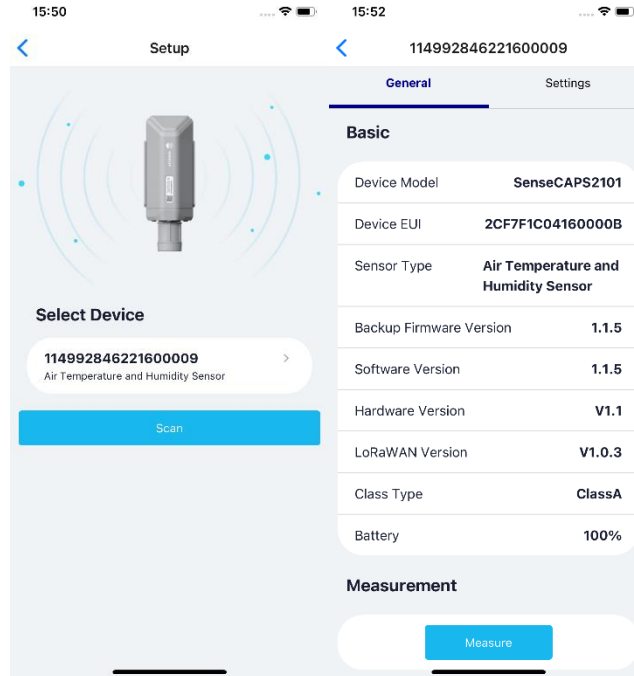 15:50
Setup
Select Device
114992846221600009
Air Temperature and Humidity Sensor
Scan
15:52
114992846221600009
General
Settings
Basic
Device Model SenseCAPS2101
Device EUI 2CF7F1C04160000B
Sensor Type Air Temperature and
Humidity Sensor
Backup Firmware Version 1.1.5
Software Version 1.1.5
Hardware Version V1.1
LoRaWAN Version V1.0.3
Class Type ClassA
Battery 100%
Measurement
Measure